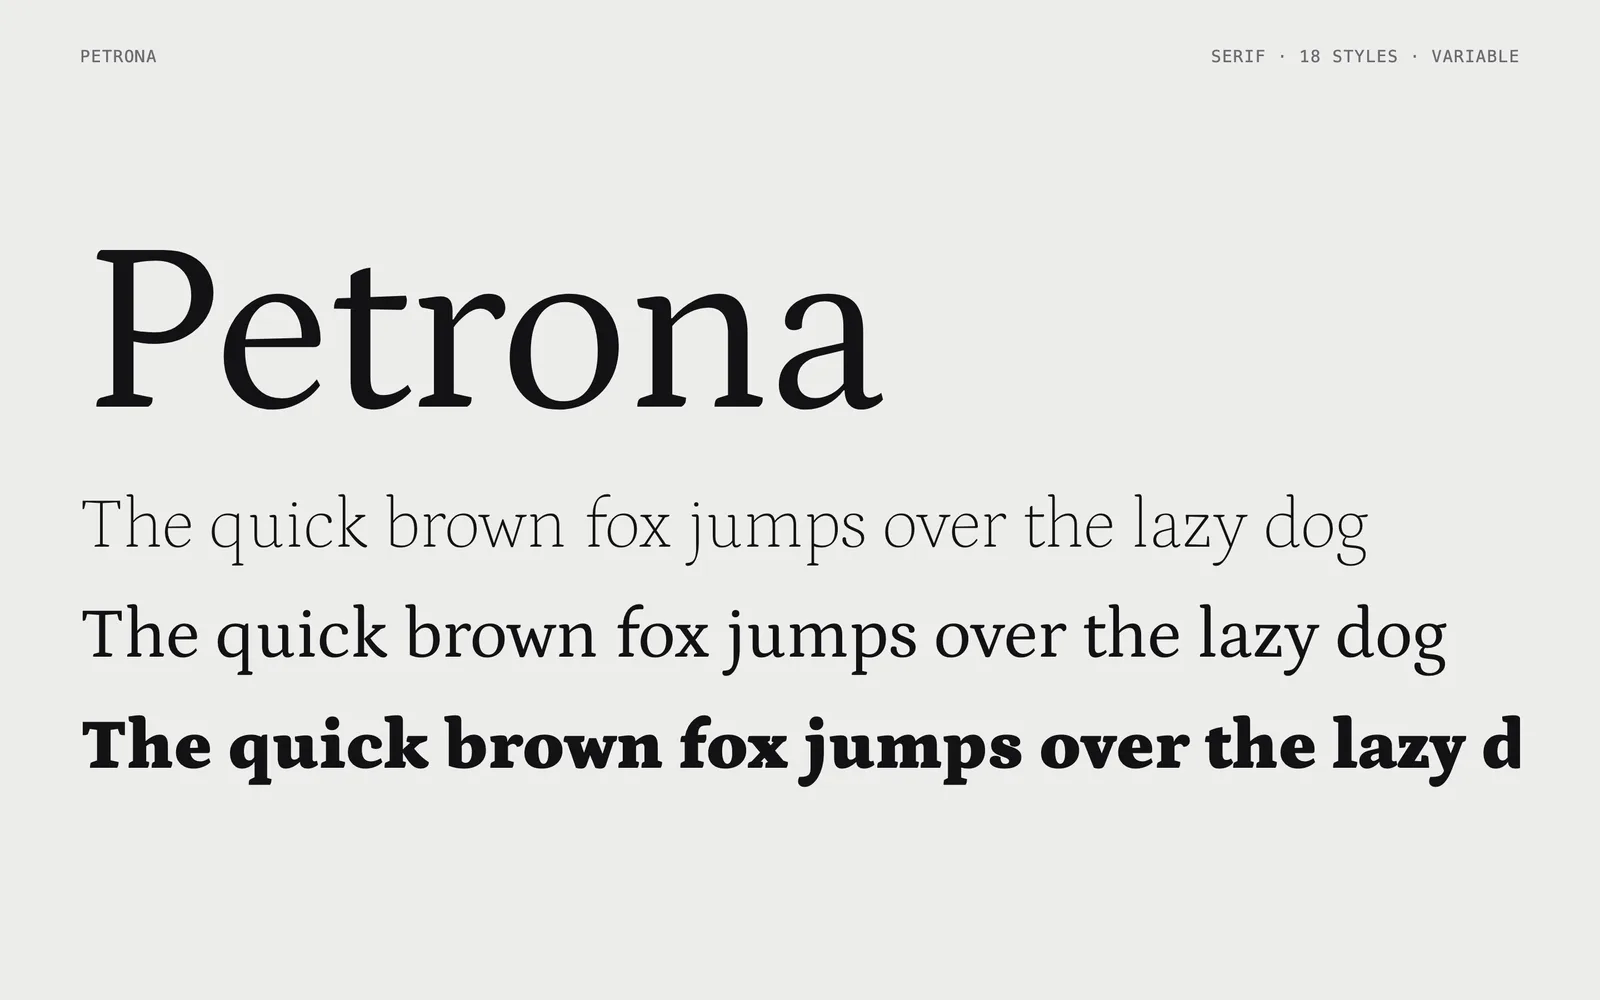 PETRONA
SERIF · 18 STYLES · VARIABLE
Petrona
The quick brown fox jumps over the lazy dog
The quick brown fox jumps over the lazy dog
The quick brown fox jumps over the lazy d